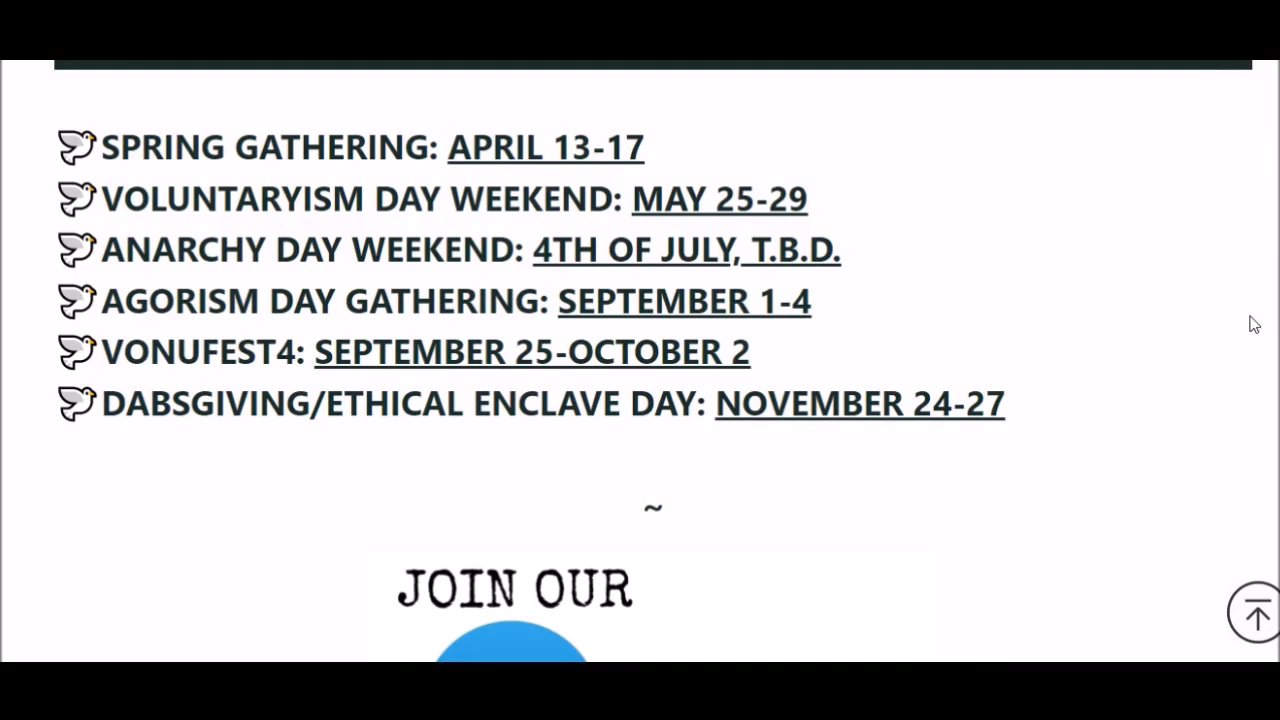 🕊SPRING GATHERING: APRIL 13-17
🕊VOLUNTARYISM DAY WEEKEND: MAY 25-29
🕊ANARCHY DAY WEEKEND: 4TH OF JULY, T.B.D.
🕊AGORISM DAY GATHERING: SEPTEMBER 1-4
🕊VONUFEST4: SEPTEMBER 25-OCTOBER 2
🕊DABSGIVING/ETHICAL ENCLAVE DAY: NOVEMBER 24-27
~
JOIN OUR